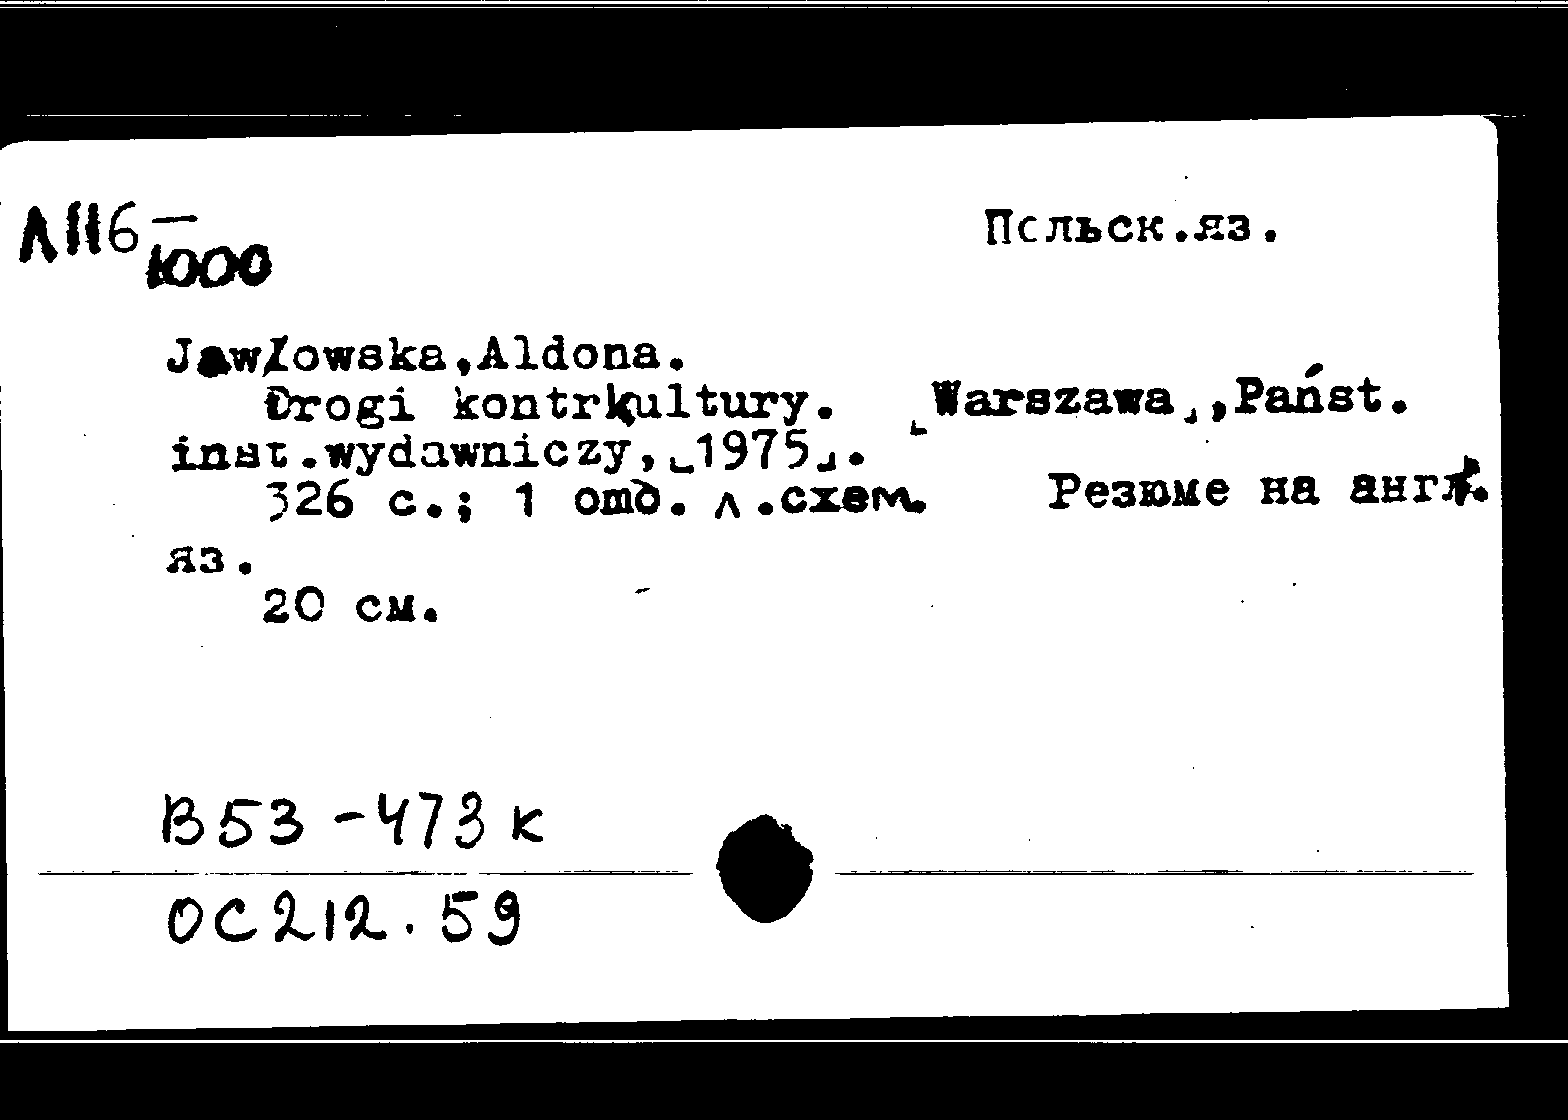 ЛП6—
1000
Польск.яз.
Jawłowska,Aldona.
Drogi kontrkultury. [Warszawa],Państ.
inst.wydawniczy,[1975].
326 с.; 1 отд. л.схем. Резюме на англ.
яз.
20 см.
В53-473к
ОС212.59